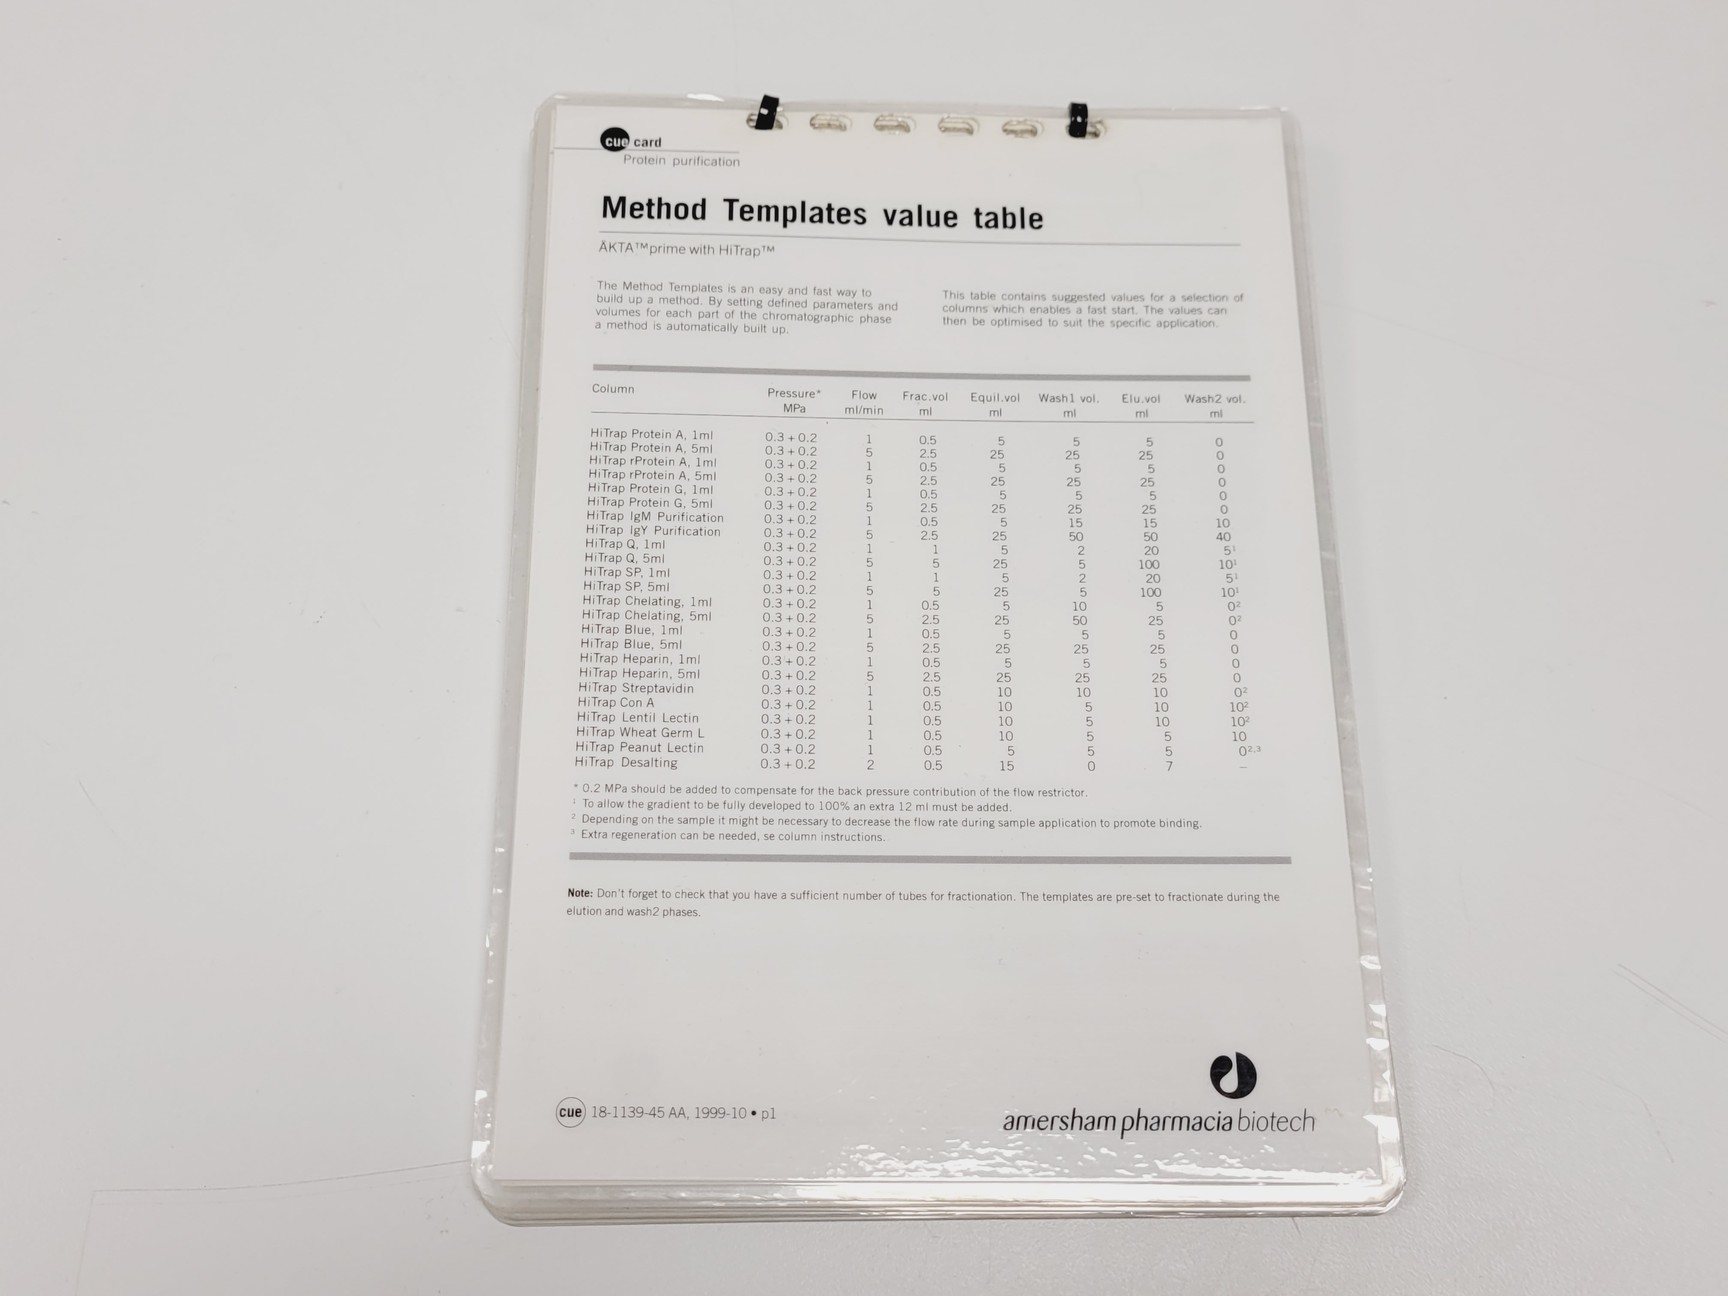 cue card
Protein purification
Method Templates value table
ÄKTA™prime with HiTrap™
The Method Templates is an easy and fast way to
build up a method. By setting defined parameters and
volumes for each part of the chromatographic phase
a method is automatically built up.
This table contains suggested values for a selection of
columns which enables a fast start. The values can
then be optimised to suit the specific application.
Column Pressure* Flow Frac.vol Equil.vol Wash1 vol. Elu.vol Wash2 vol.
MPa ml/min ml ml ml ml ml
HiTrap Protein A, 1ml 0.3 + 0.2 1 0.5 5 5 5 0
HiTrap Protein A, 5ml 0.3 + 0.2 5 2.5 25 25 25 0
HiTrap rProtein A, 1ml 0.3 + 0.2 1 0.5 5 5 5 0
HiTrap rProtein A, 5ml 0.3 + 0.2 5 2.5 25 25 25 0
HiTrap Protein G, 1ml 0.3 + 0.2 1 0.5 5 5 5 0
HiTrap Protein G, 5ml 0.3 + 0.2 5 2.5 25 25 25 0
HiTrap IgM Purification 0.3 + 0.2 1 0.5 5 15 15 10
HiTrap IgY Purification 0.3 + 0.2 5 2.5 25 50 50 40
HiTrap Q, 1ml 0.3 + 0.2 1 1 5 2 20 5¹
HiTrap Q, 5ml 0.3 + 0.2 5 5 25 5 100 10¹
HiTrap SP, 1ml 0.3 + 0.2 1 1 5 2 20 5¹
HiTrap SP, 5ml 0.3 + 0.2 5 5 25 5 100 10¹
HiTrap Chelating, 1ml 0.3 + 0.2 1 0.5 5 10 5 0²
HiTrap Chelating, 5ml 0.3 + 0.2 5 2.5 25 50 25 0²
HiTrap Blue, 1ml 0.3 + 0.2 1 0.5 5 5 5 0
HiTrap Blue, 5ml 0.3 + 0.2 5 2.5 25 25 25 0
HiTrap Heparin, 1ml 0.3 + 0.2 1 0.5 5 5 5 0
HiTrap Heparin, 5ml 0.3 + 0.2 5 2.5 25 25 25 0
HiTrap Streptavidin 0.3 + 0.2 1 0.5 10 10 10 0²
HiTrap Con A 0.3 + 0.2 1 0.5 10 5 10 10²
HiTrap Lentil Lectin 0.3 + 0.2 1 0.5 10 5 10 10²
HiTrap Wheat Germ L 0.3 + 0.2 1 0.5 10 5 5 10
HiTrap Peanut Lectin 0.3 + 0.2 1 0.5 5 5 5 0²,³
HiTrap Desalting 0.3 + 0.2 2 0.5 15 0 7 –
* 0.2 MPa should be added to compensate for the back pressure contribution of the flow restrictor.
¹ To allow the gradient to be fully developed to 100% an extra 12 ml must be added.
² Depending on the sample it might be necessary to decrease the flow rate during sample application to promote binding.
³ Extra regeneration can be needed, se column instructions.
Note: Don't forget to check that you have a sufficient number of tubes for fractionation. The templates are pre-set to fractionate during the
elution and wash2 phases.
cue 18-1139-45 AA, 1999-10 • p1
amersham pharmacia biotech